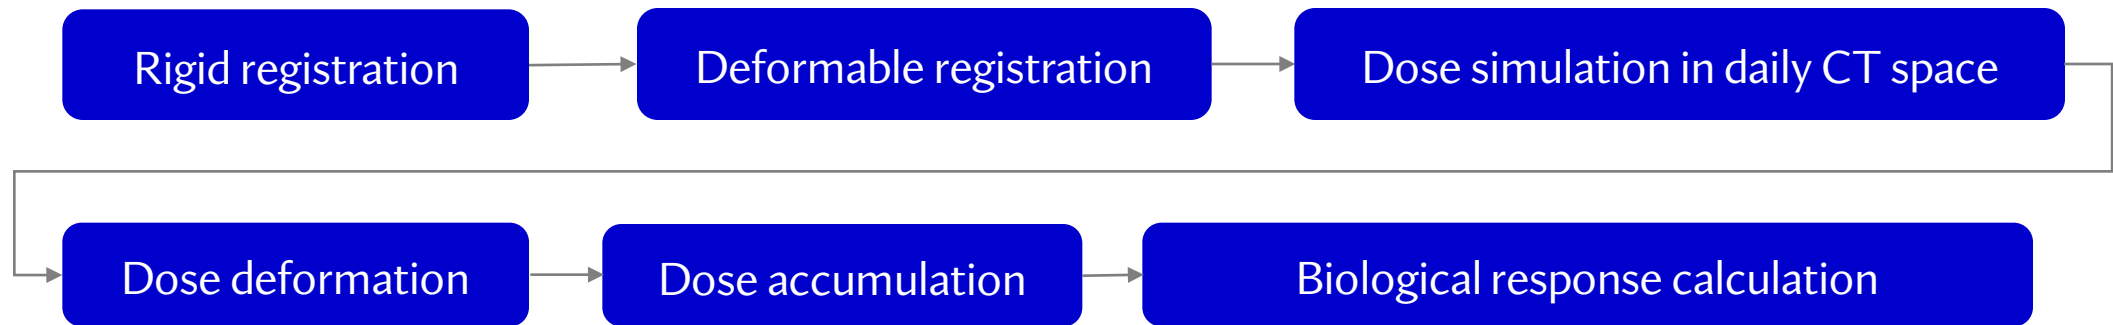 Rigid registration
Deformable registration
Dose simulation in daily CT space
Dose deformation
Dose accumulation
Biological response calculation